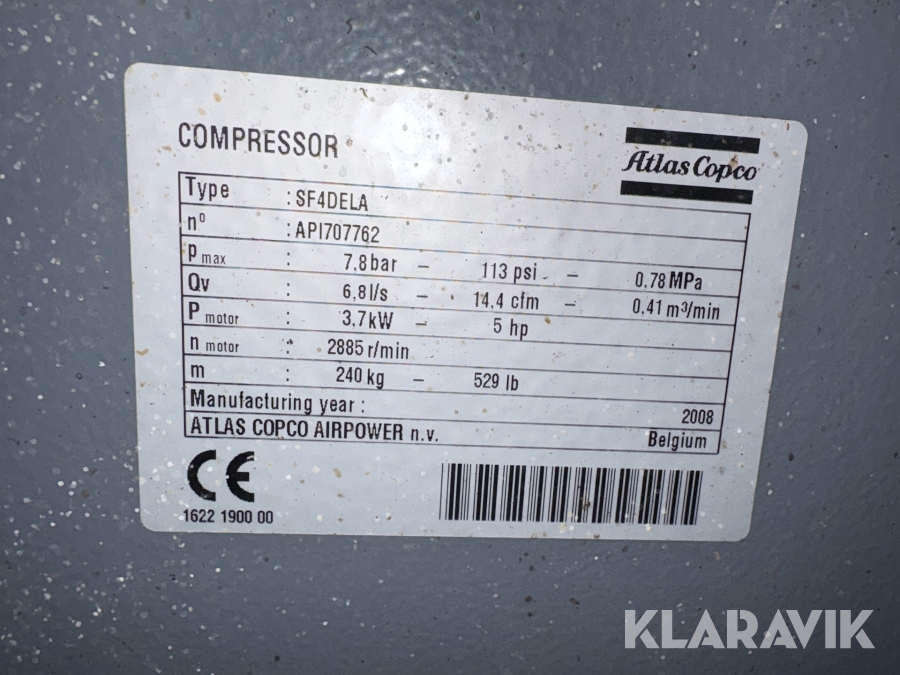 COMPRESSOR
Atlas Copco
Type : SF4DELA
nº : API707762
p max : 7.8 bar – 113 psi – 0,78 MPa
Qv : 6,8 l/s – 14,4 cfm – 0,41 m³/min
P motor : 3,7 kW – 5 hp
n motor : 2885 r/min
m : 240 kg – 529 lb
Manufacturing year : 2008
ATLAS COPCO AIRPOWER n.v. Belgium
CE
1622 1900 00
KLARAVIK